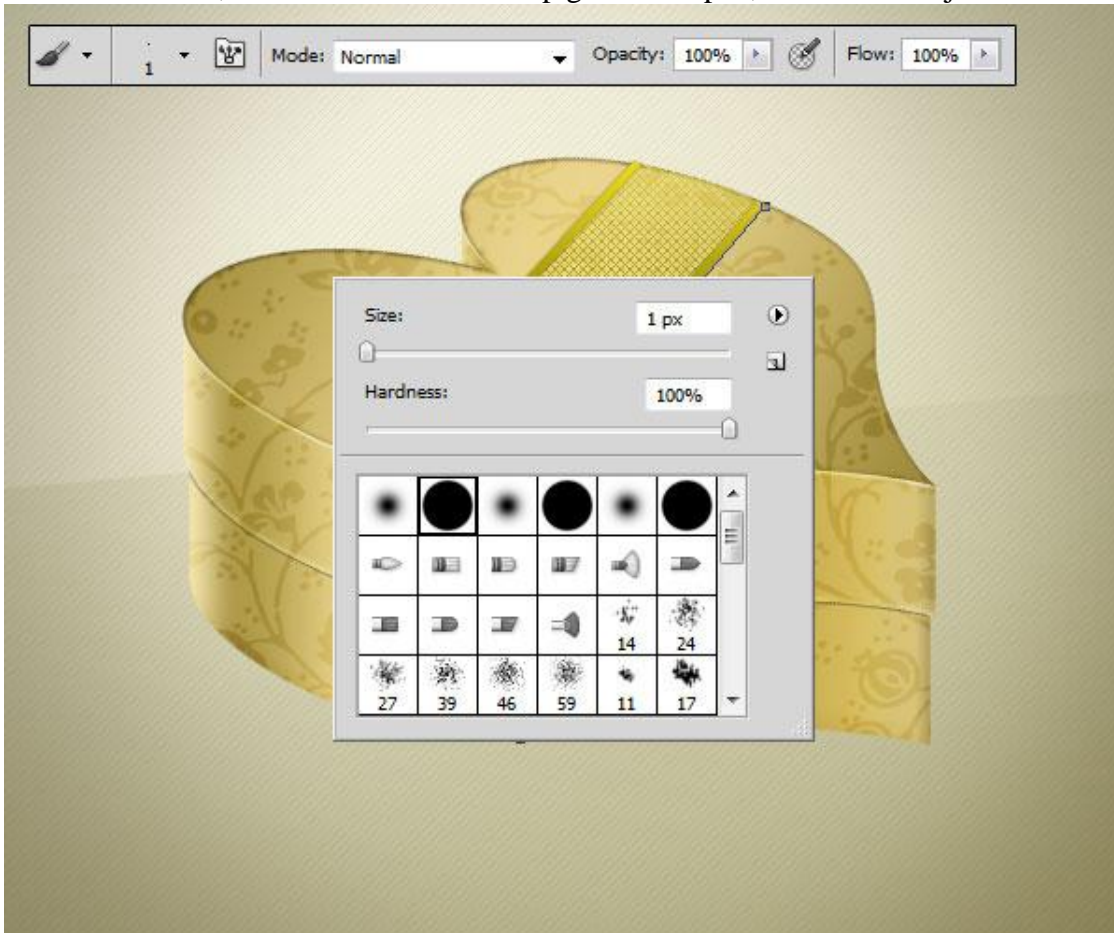 1 Mode: Normal Opacity: 100% Flow: 100%
Size: 1 px
Hardness: 100%
14 24
27 39 46 59 11 17